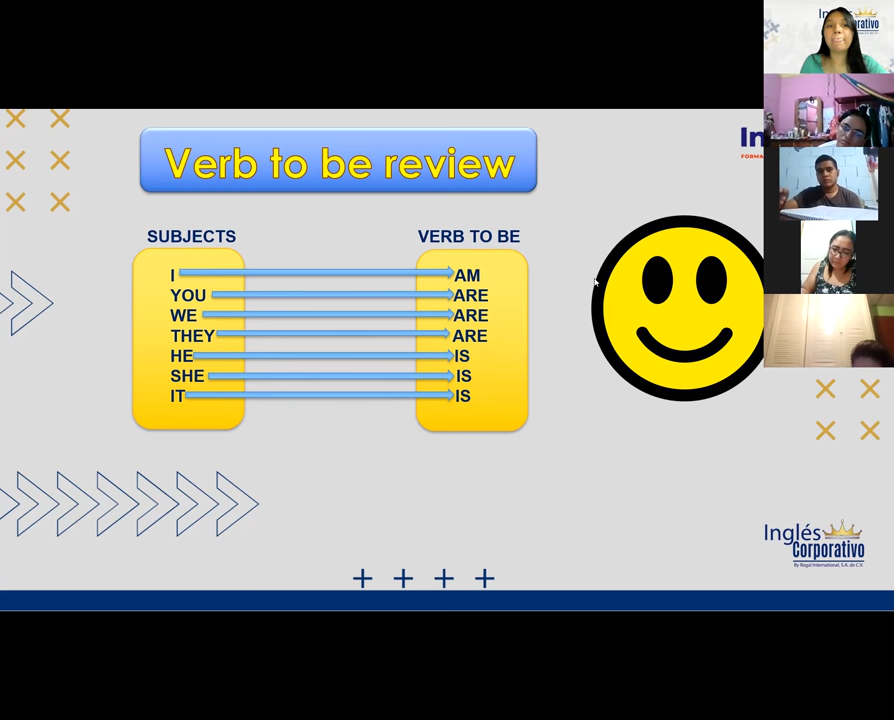 Verb to be review
SUBJECTS
VERB TO BE
I AM
YOU ARE
WE ARE
THEY ARE
HE IS
SHE IS
IT IS
Inglés
Corporativo
By Regal International, S.A. de C.V.